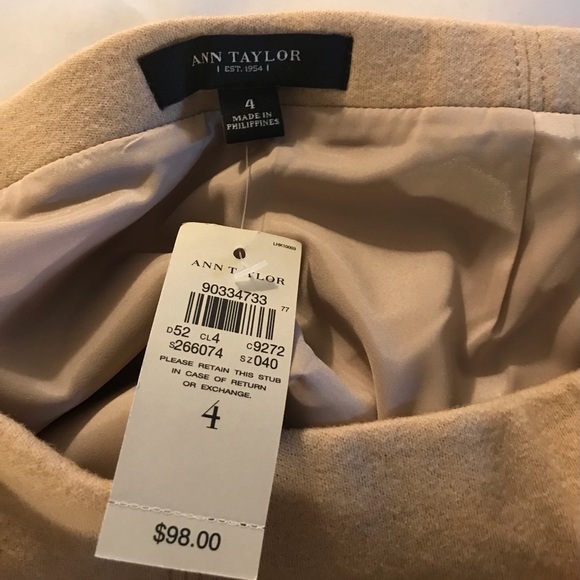 ANN TAYLOR
| EST. 1954 |
4
MADE IN
PHILIPPINES
LHK10003
ANN TAYLOR
90334733
77
D52 CL4 C9272
S266074 SZ040
PLEASE RETAIN THIS STUB
IN CASE OF RETURN
OR EXCHANGE.
4
$98.00